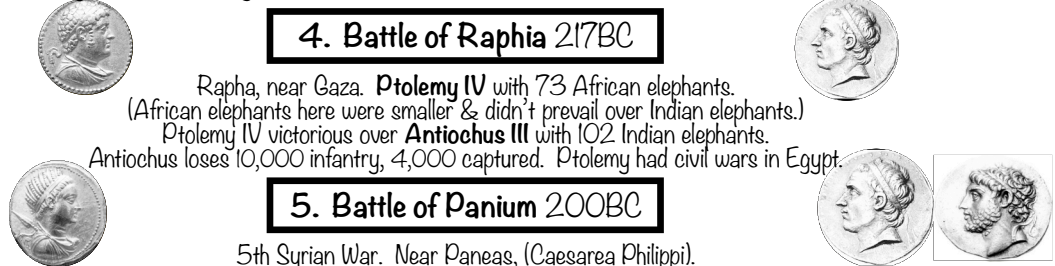 4. Battle of Raphia 217BC
Rapha, near Gaza. Ptolemy IV with 73 African elephants.
(African elephants here were smaller & didn't prevail over Indian elephants.)
Ptolemy IV victorious over Antiochus III with 102 Indian elephants.
Antiochus loses 10,000 infantry, 4,000 captured. Ptolemy had civil wars in Egypt.
5. Battle of Panium 200BC
5th Syrian War. Near Paneas, (Caesarea Philippi).